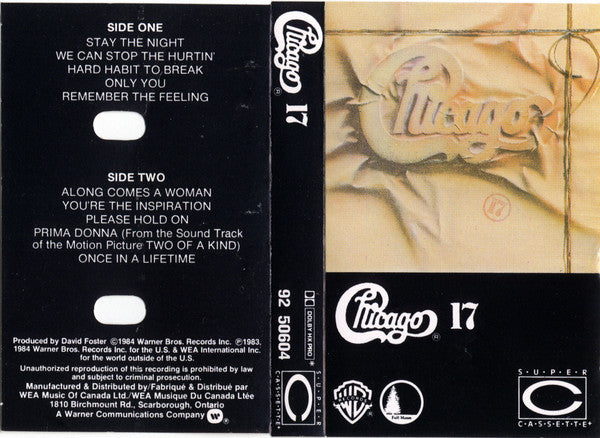 SIDE ONE
STAY THE NIGHT
WE CAN STOP THE HURTIN'
HARD HABIT TO BREAK
ONLY YOU
REMEMBER THE FEELING
SIDE TWO
ALONG COMES A WOMAN
YOU'RE THE INSPIRATION
PLEASE HOLD ON
PRIMA DONNA (From the Sound Track
of the Motion Picture TWO OF A KIND)
ONCE IN A LIFETIME
Produced by David Foster ©1984 Warner Bros. Records Inc. ℗1983,
1984 Warner Bros. Records Inc. for the U.S. & WEA International Inc.
for the world outside of the U.S.
Unauthorized reproduction of this recording is prohibited by law
and subject to criminal prosecution.
Manufactured & Distributed by/Fabriqué & Distribué par
WEA Music Of Canada Ltd./WEA Musique Du Canada Ltée
1810 Birchmount Rd., Scarborough, Ontario
A Warner Communications Company
Chicago® 17
92 50604
DOLBY HX PRO
SUPER
C
CASSETTE
Chicago
17
Chicago® 17
WB
RECORDS
Full Moon
SUPER
C
CASSETTE